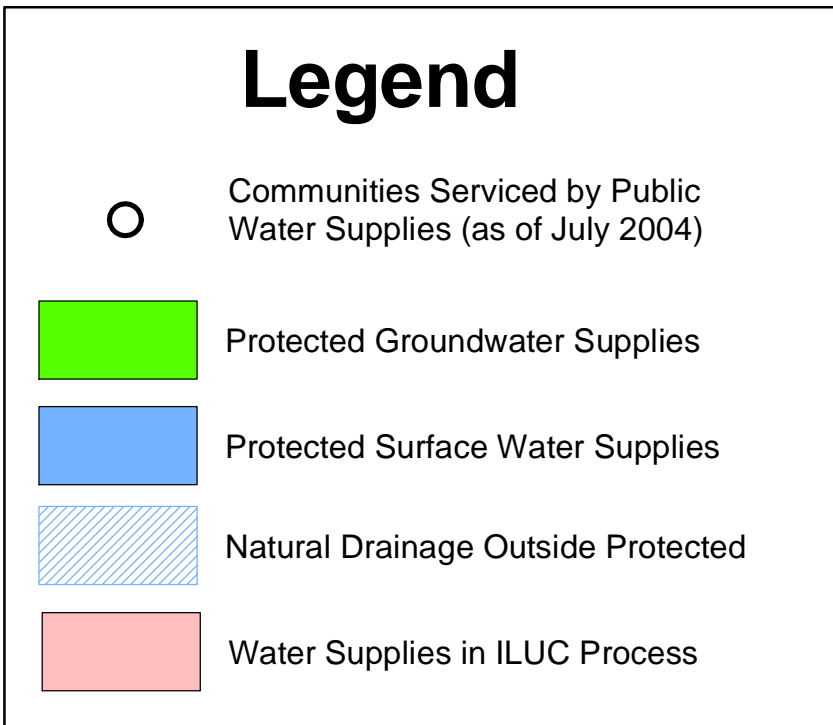 Legend
Communities Serviced by Public
Water Supplies (as of July 2004)
Protected Groundwater Supplies
Protected Surface Water Supplies
Natural Drainage Outside Protected
Water Supplies in ILUC Process